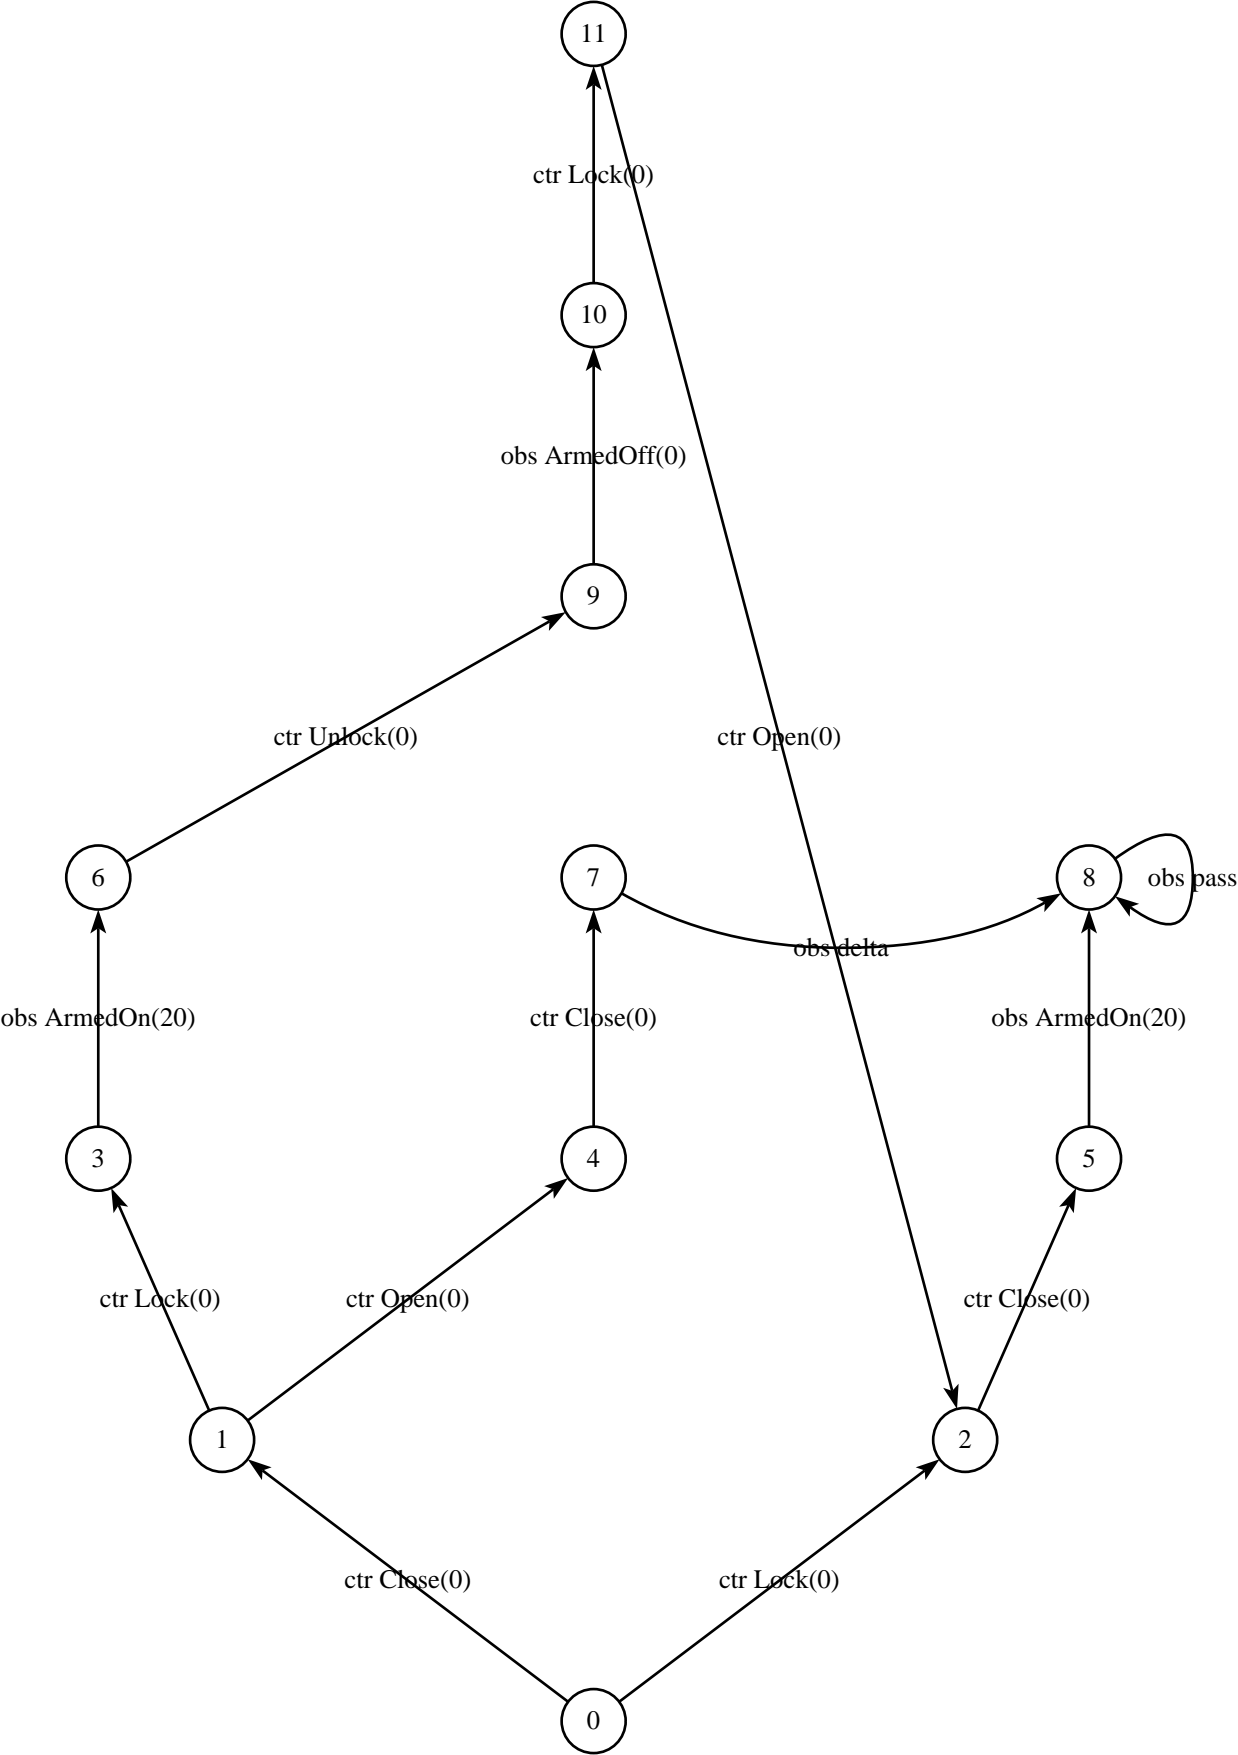 11
ctr Lock(0)
10
obs ArmedOff(0)
9
ctr Unlock(0)
ctr Open(0)
6
7
8
obs pass
obs delta
obs ArmedOn(20)
ctr Close(0)
obs ArmedOn(20)
3
4
5
ctr Lock(0)
ctr Open(0)
ctr Close(0)
1
2
ctr Close(0)
ctr Lock(0)
0